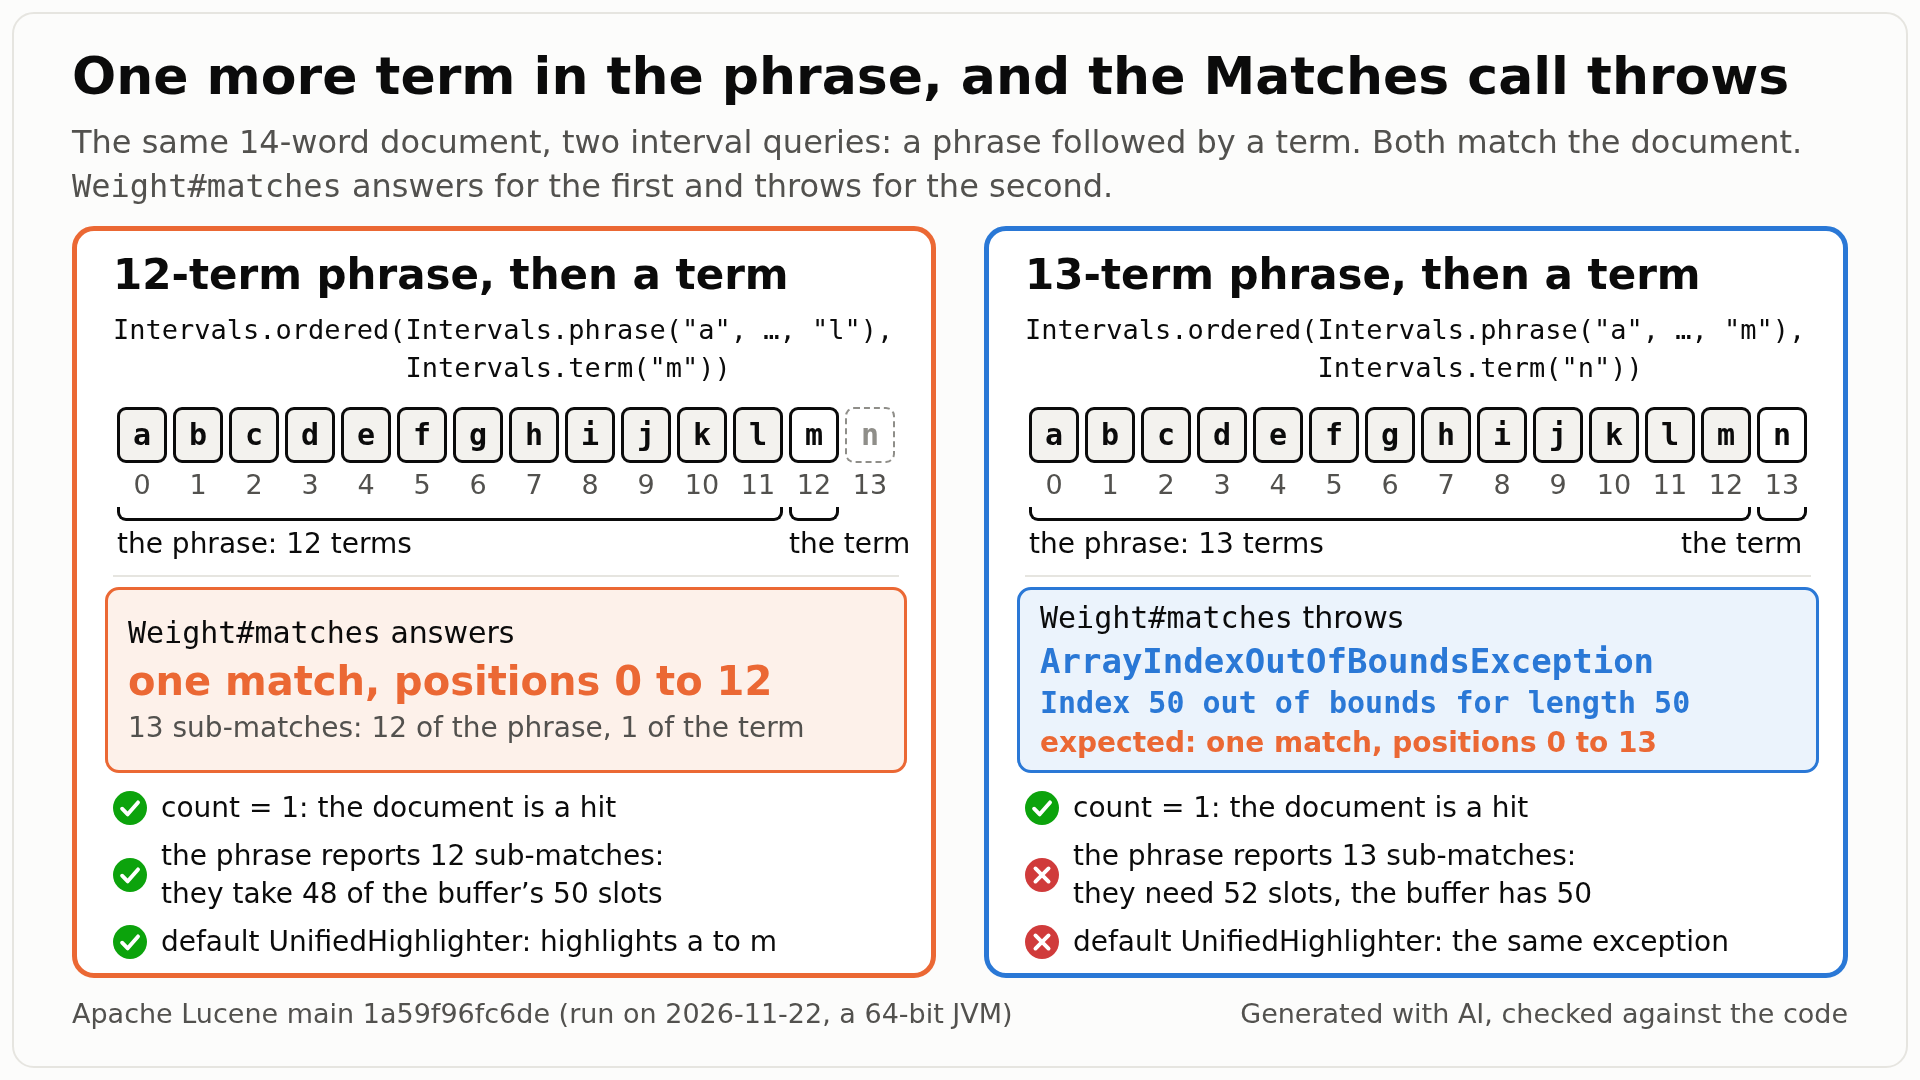 One more term in the phrase, and the Matches call throws
The same 14-word document, two interval queries: a phrase followed by a term. Both match the document.
Weight#matches answers for the first and throws for the second.
12-term phrase, then a term
Intervals.ordered(Intervals.phrase("a", …, "l"),
Intervals.term("m"))
a b c d e f g h i j k l m n
0 1 2 3 4 5 6 7 8 9 10 11 12 13
the phrase: 12 terms the term
Weight#matches answers
one match, positions 0 to 12
13 sub-matches: 12 of the phrase, 1 of the term
count = 1: the document is a hit
the phrase reports 12 sub-matches:
they take 48 of the buffer’s 50 slots
default UnifiedHighlighter: highlights a to m
13-term phrase, then a term
Intervals.ordered(Intervals.phrase("a", …, "m"),
Intervals.term("n"))
a b c d e f g h i j k l m n
0 1 2 3 4 5 6 7 8 9 10 11 12 13
the phrase: 13 terms the term
Weight#matches throws
ArrayIndexOutOfBoundsException
Index 50 out of bounds for length 50
expected: one match, positions 0 to 13
count = 1: the document is a hit
the phrase reports 13 sub-matches:
they need 52 slots, the buffer has 50
default UnifiedHighlighter: the same exception
Apache Lucene main 1a59f96fc6de (run on 2026-11-22, a 64-bit JVM)
Generated with AI, checked against the code